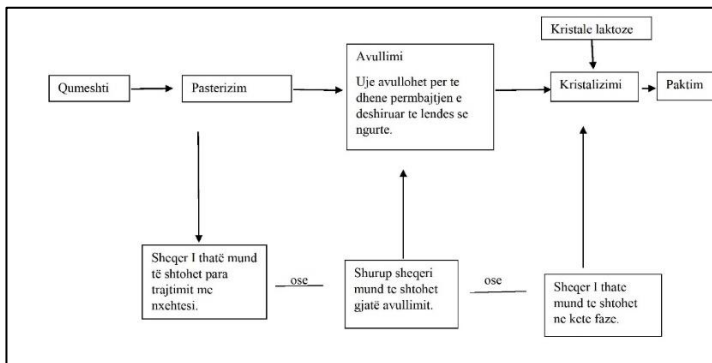 Kristale laktoze
Avullimi
Uje avullohet per te
dhene permbajtjen e
deshiruar te lendes se
ngurte.
Qumeshti
Pasterizim
Kristalizimi
Paktim
Sheqer I thatë mund
të shtohet para
trajtimit me
nxehtesi.
ose
Shurup sheqeri
mund te shtohet
gjatë avullimit.
ose
Sheqer I thate
mund te shtohet
ne kete faze.